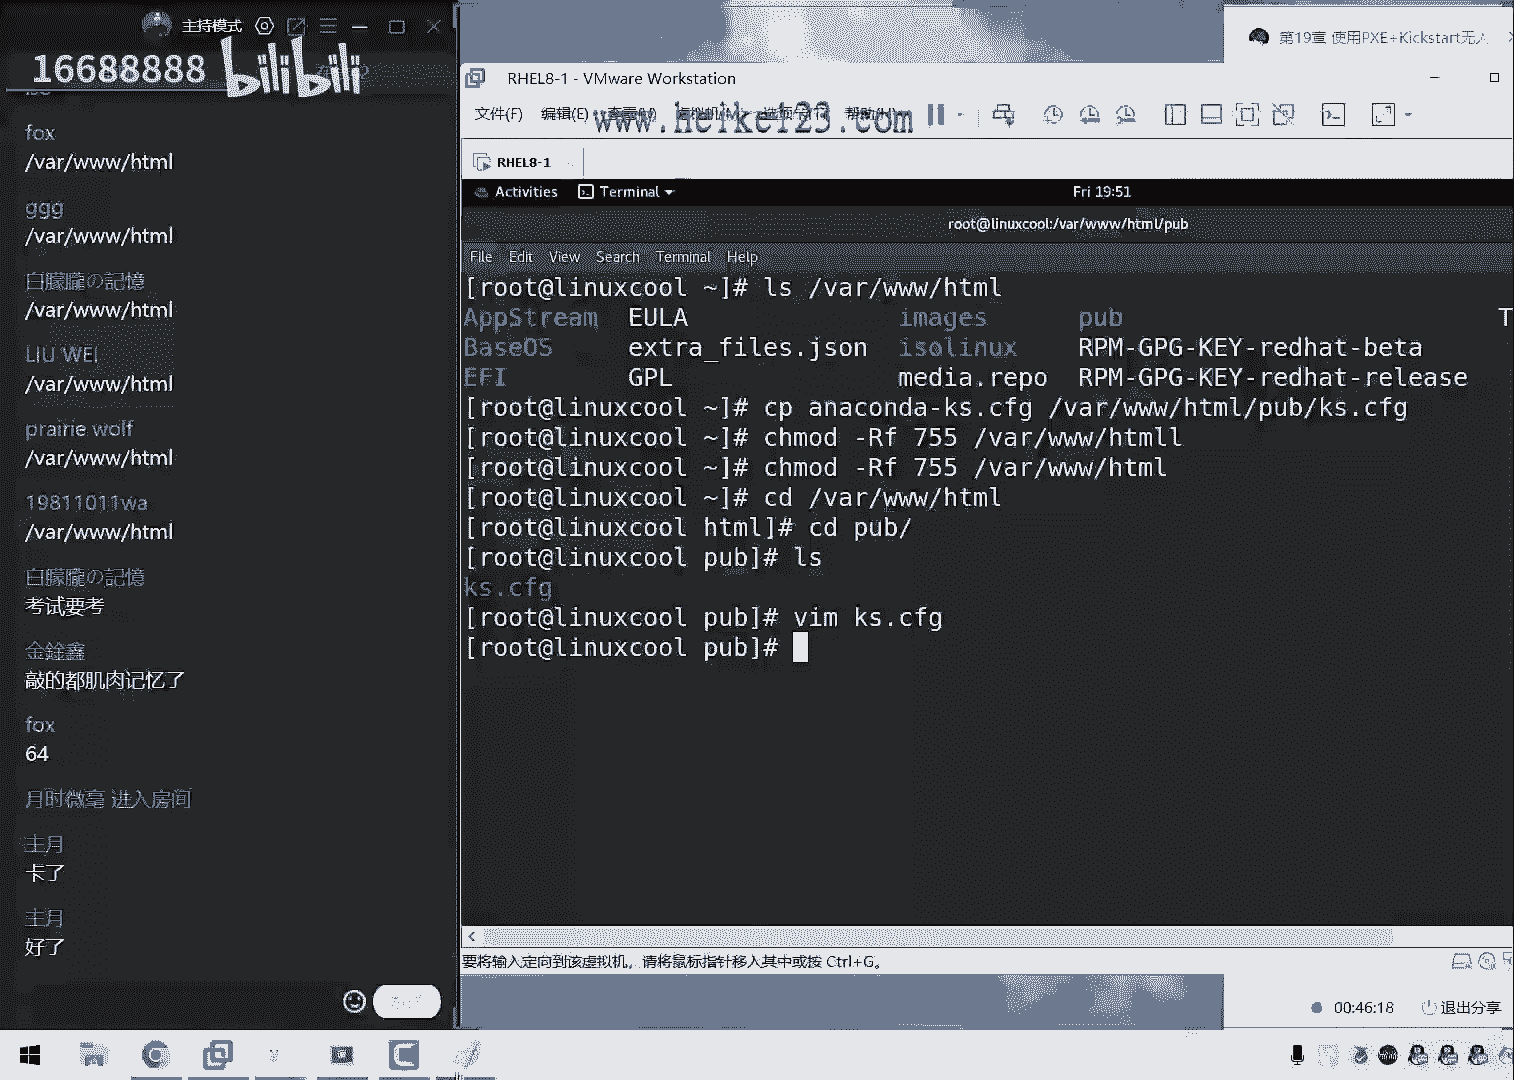 主持模式
16688888 bilibili
fox
/var/www/html
ggg
/var/www/html
白朦朧の記憶
/var/www/html
LIU WEI
/var/www/html
prairie wolf
/var/www/html
19811011wa
/var/www/html
白朦朧の記憶
考试要考
金鍂鑫
敲的都肌肉记忆了
fox
64
月时微毫 进入房间
主月
卡了
主月
好了
第19章 使用PXE+Kickstart无人
RHEL8-1 - VMware Workstation
文件(F) 编辑(E) 查看(V) 虚拟机(M) 选项卡(T) 帮助(H)
www.heike123.com
RHEL8-1
Activities Terminal Fri 19:51
root@linuxcool:/var/www/html/pub
File Edit View Search Terminal Help
[root@linuxcool ~]# ls /var/www/html
AppStream EULA images pub T
BaseOS extra_files.json isolinux RPM-GPG-KEY-redhat-beta
EFI GPL media.repo RPM-GPG-KEY-redhat-release
[root@linuxcool ~]# cp anaconda-ks.cfg /var/www/html/pub/ks.cfg
[root@linuxcool ~]# chmod -Rf 755 /var/www/htmll
[root@linuxcool ~]# chmod -Rf 755 /var/www/html
[root@linuxcool ~]# cd /var/www/html
[root@linuxcool html]# cd pub/
[root@linuxcool pub]# ls
ks.cfg
[root@linuxcool pub]# vim ks.cfg
[root@linuxcool pub]#
要将输入定向到该虚拟机，请将鼠标指针移入其中或按 Ctrl+G。
00:46:18 退出分享